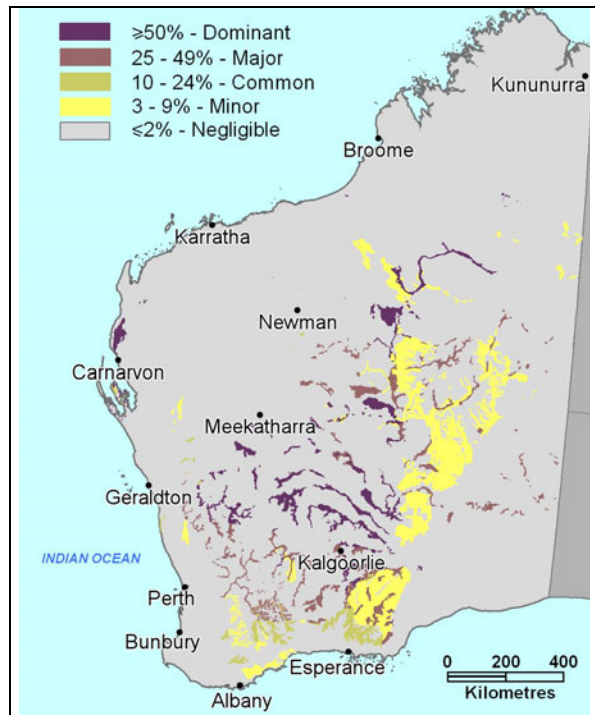 ≥50% - Dominant
25 - 49% - Major
10 - 24% - Common
3 - 9% - Minor
≤2% - Negligible
Kununurra
Broome
Karratha
Newman
Carnarvon
Meekatharra
Geraldton
INDIAN OCEAN
Kalgoorlie
Perth
Bunbury
Esperance
Albany
0 200 400
Kilometres